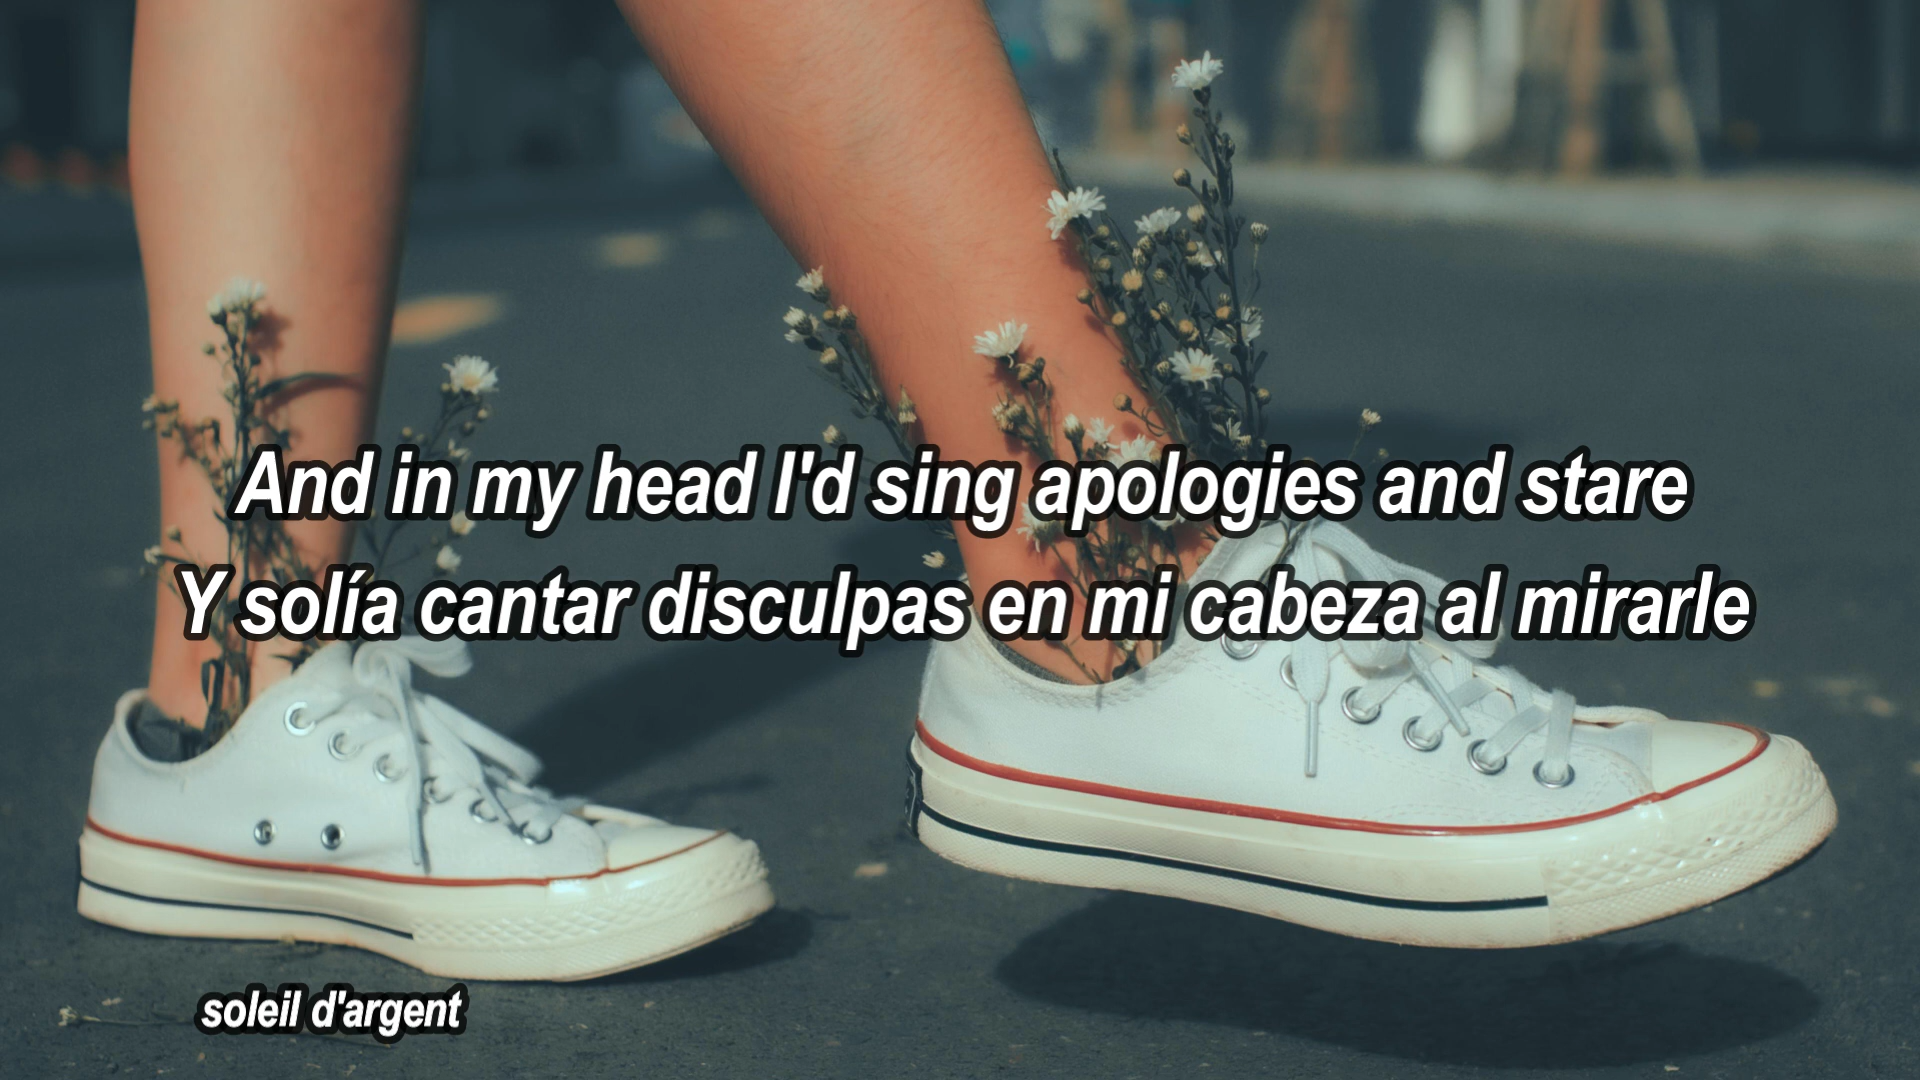 And in my head I'd sing apologies and stare
Y solía cantar disculpas en mi cabeza al mirarle
soleil d'argent